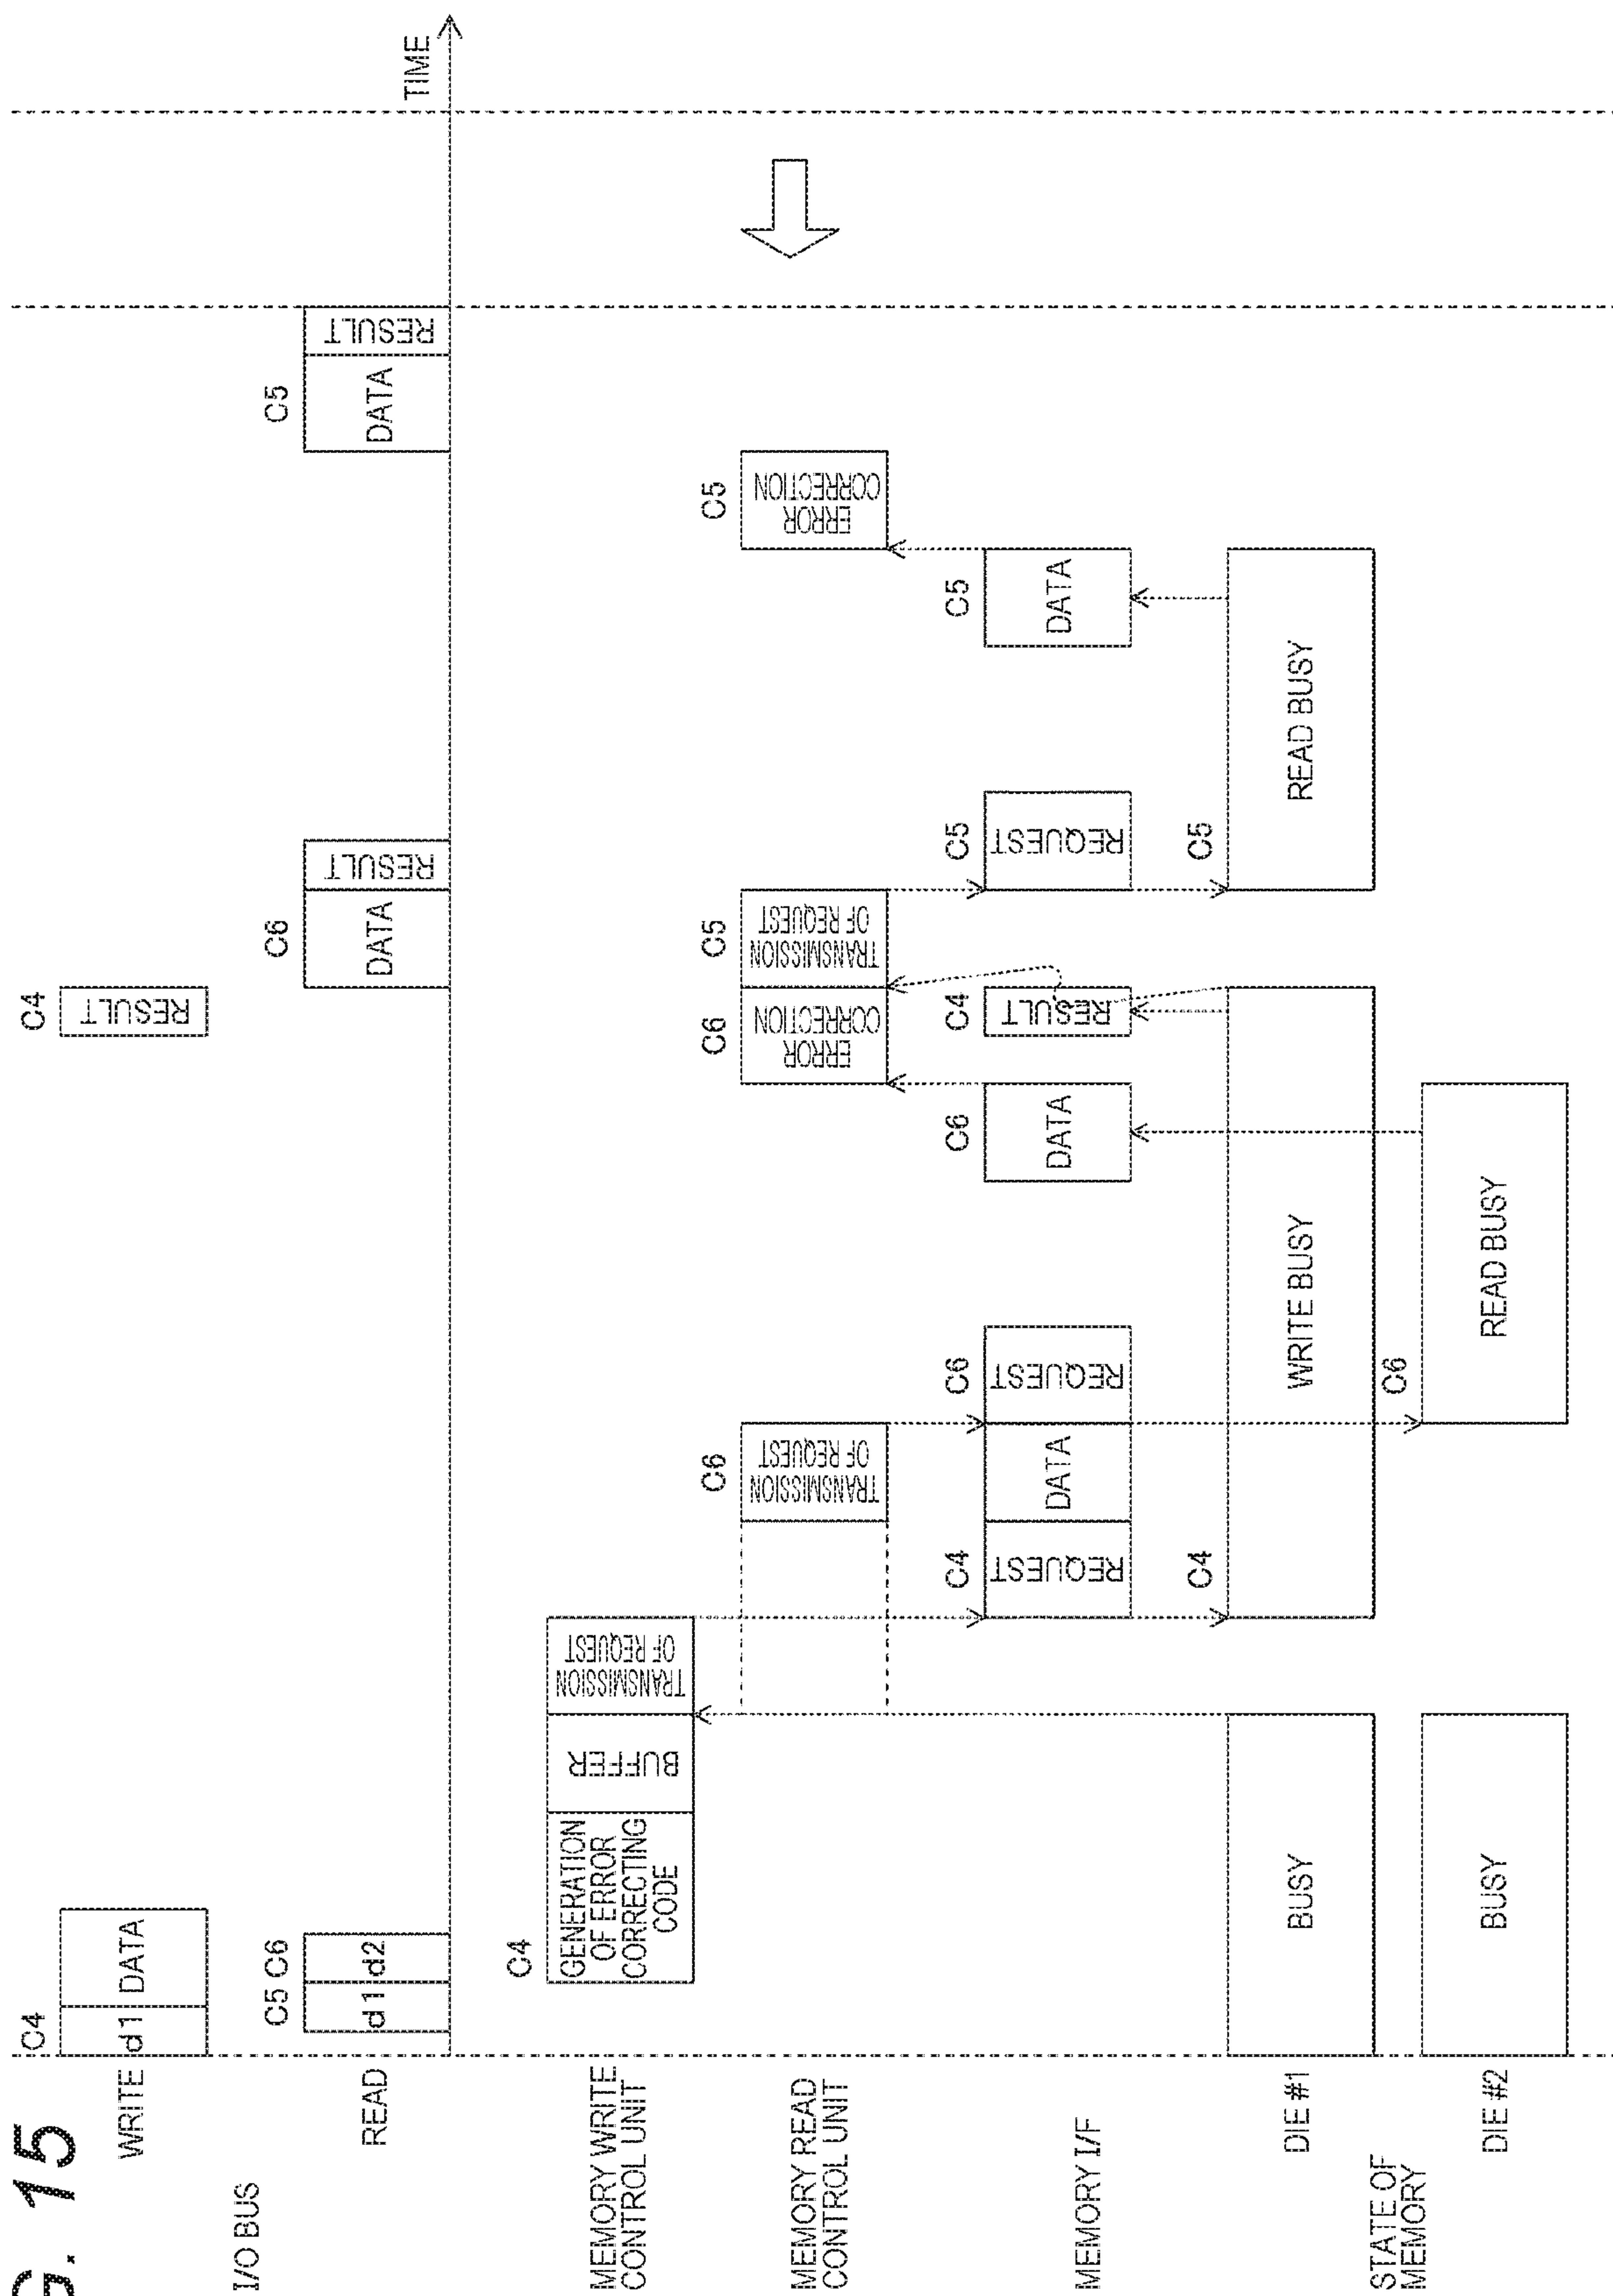 G. 15
I/O BUS
WRITE
C4
d1
DATA
C4
RESULT
READ
C5
C6
d1
d2
C6
DATA
RESULT
C5
DATA
RESULT
TIME
MEMORY WRITE
CONTROL UNIT
C4
GENERATION
OF ERROR
CORRECTING
CODE
BUFFER
TRANSMISSION
OF REQUEST
MEMORY READ
CONTROL UNIT
C6
TRANSMISSION
OF REQUEST
C6
ERROR
CORRECTION
C5
TRANSMISSION
OF REQUEST
C5
ERROR
CORRECTION
MEMORY I/F
C4
REQUEST
DATA
C6
REQUEST
C6
DATA
C4
RESULT
C5
REQUEST
C5
DATA
STATE OF
MEMORY
DIE #1
BUSY
C4
WRITE BUSY
C5
READ BUSY
DIE #2
BUSY
C6
READ BUSY